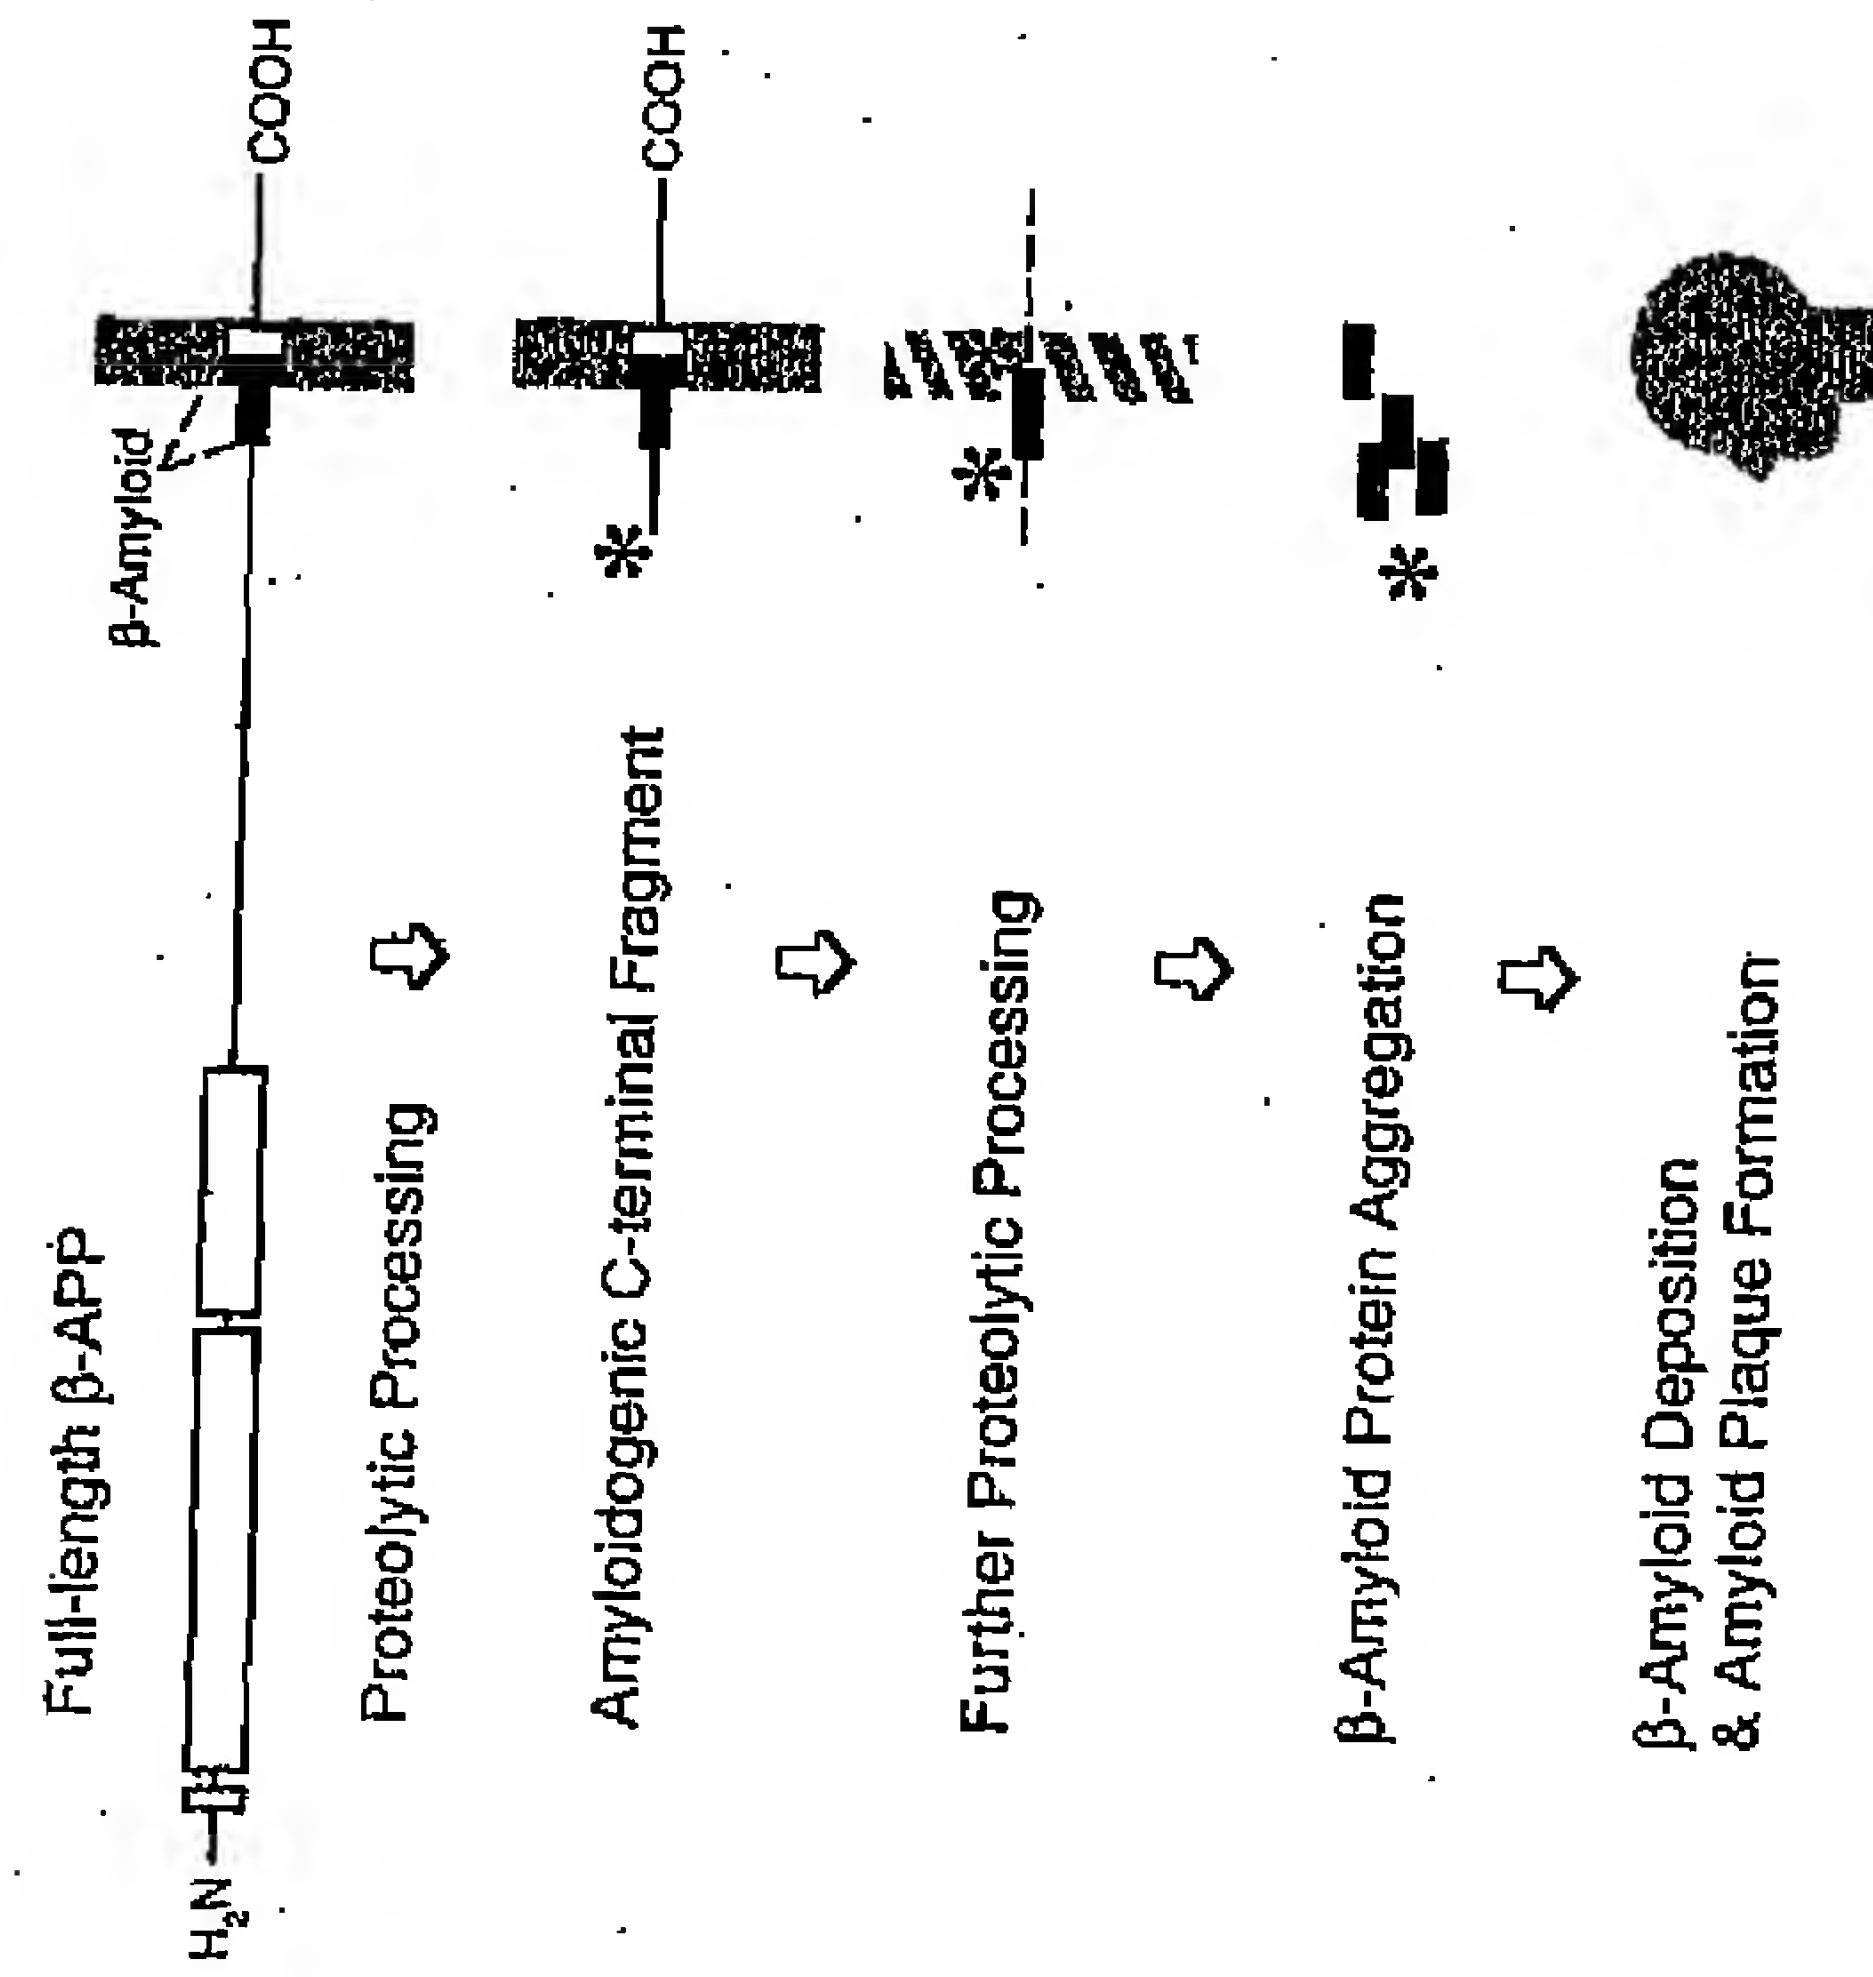 Full-length β-APP
β-Amyloid
H₂N
COOH
Proteolytic Processing
Amyloidogenic C-terminal Fragment
*
COOH
Further Proteolytic Processing
*
β-Amyloid Protein Aggregation
*
β-Amyloid Deposition
& Amyloid Plaque Formation